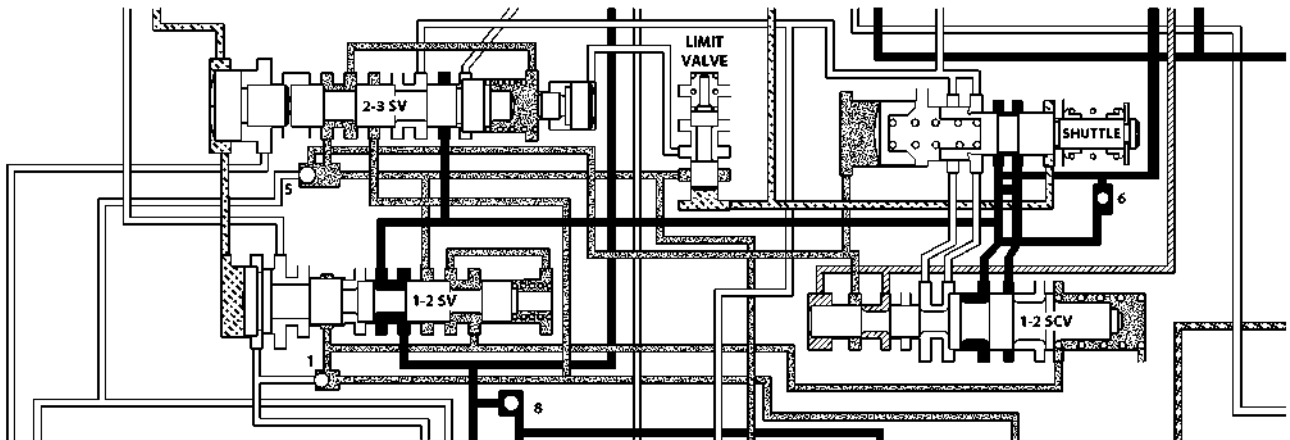 LIMIT
VALVE
2-3 SV
SHUTTLE
5
6
1-2 SV
1-2 SCV
1
8